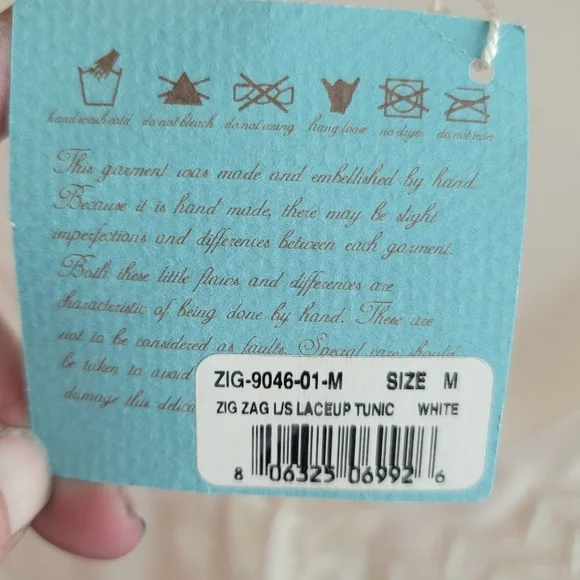 hand wash cold do not bleach do not wring hang loose no dryer do not iron
This garment was made and embellished by hand.
Because it is hand made, there may be slight
imperfections and differences between each garment.
Both these little flaws and differences are
characteristic of being done by hand. These are
not to be considered as faults. Special care should
be taken to avoid
damage this delica
ZIG-9046-01-M SIZE M
ZIG ZAG L/S LACEUP TUNIC WHITE
8 06325 06992 6